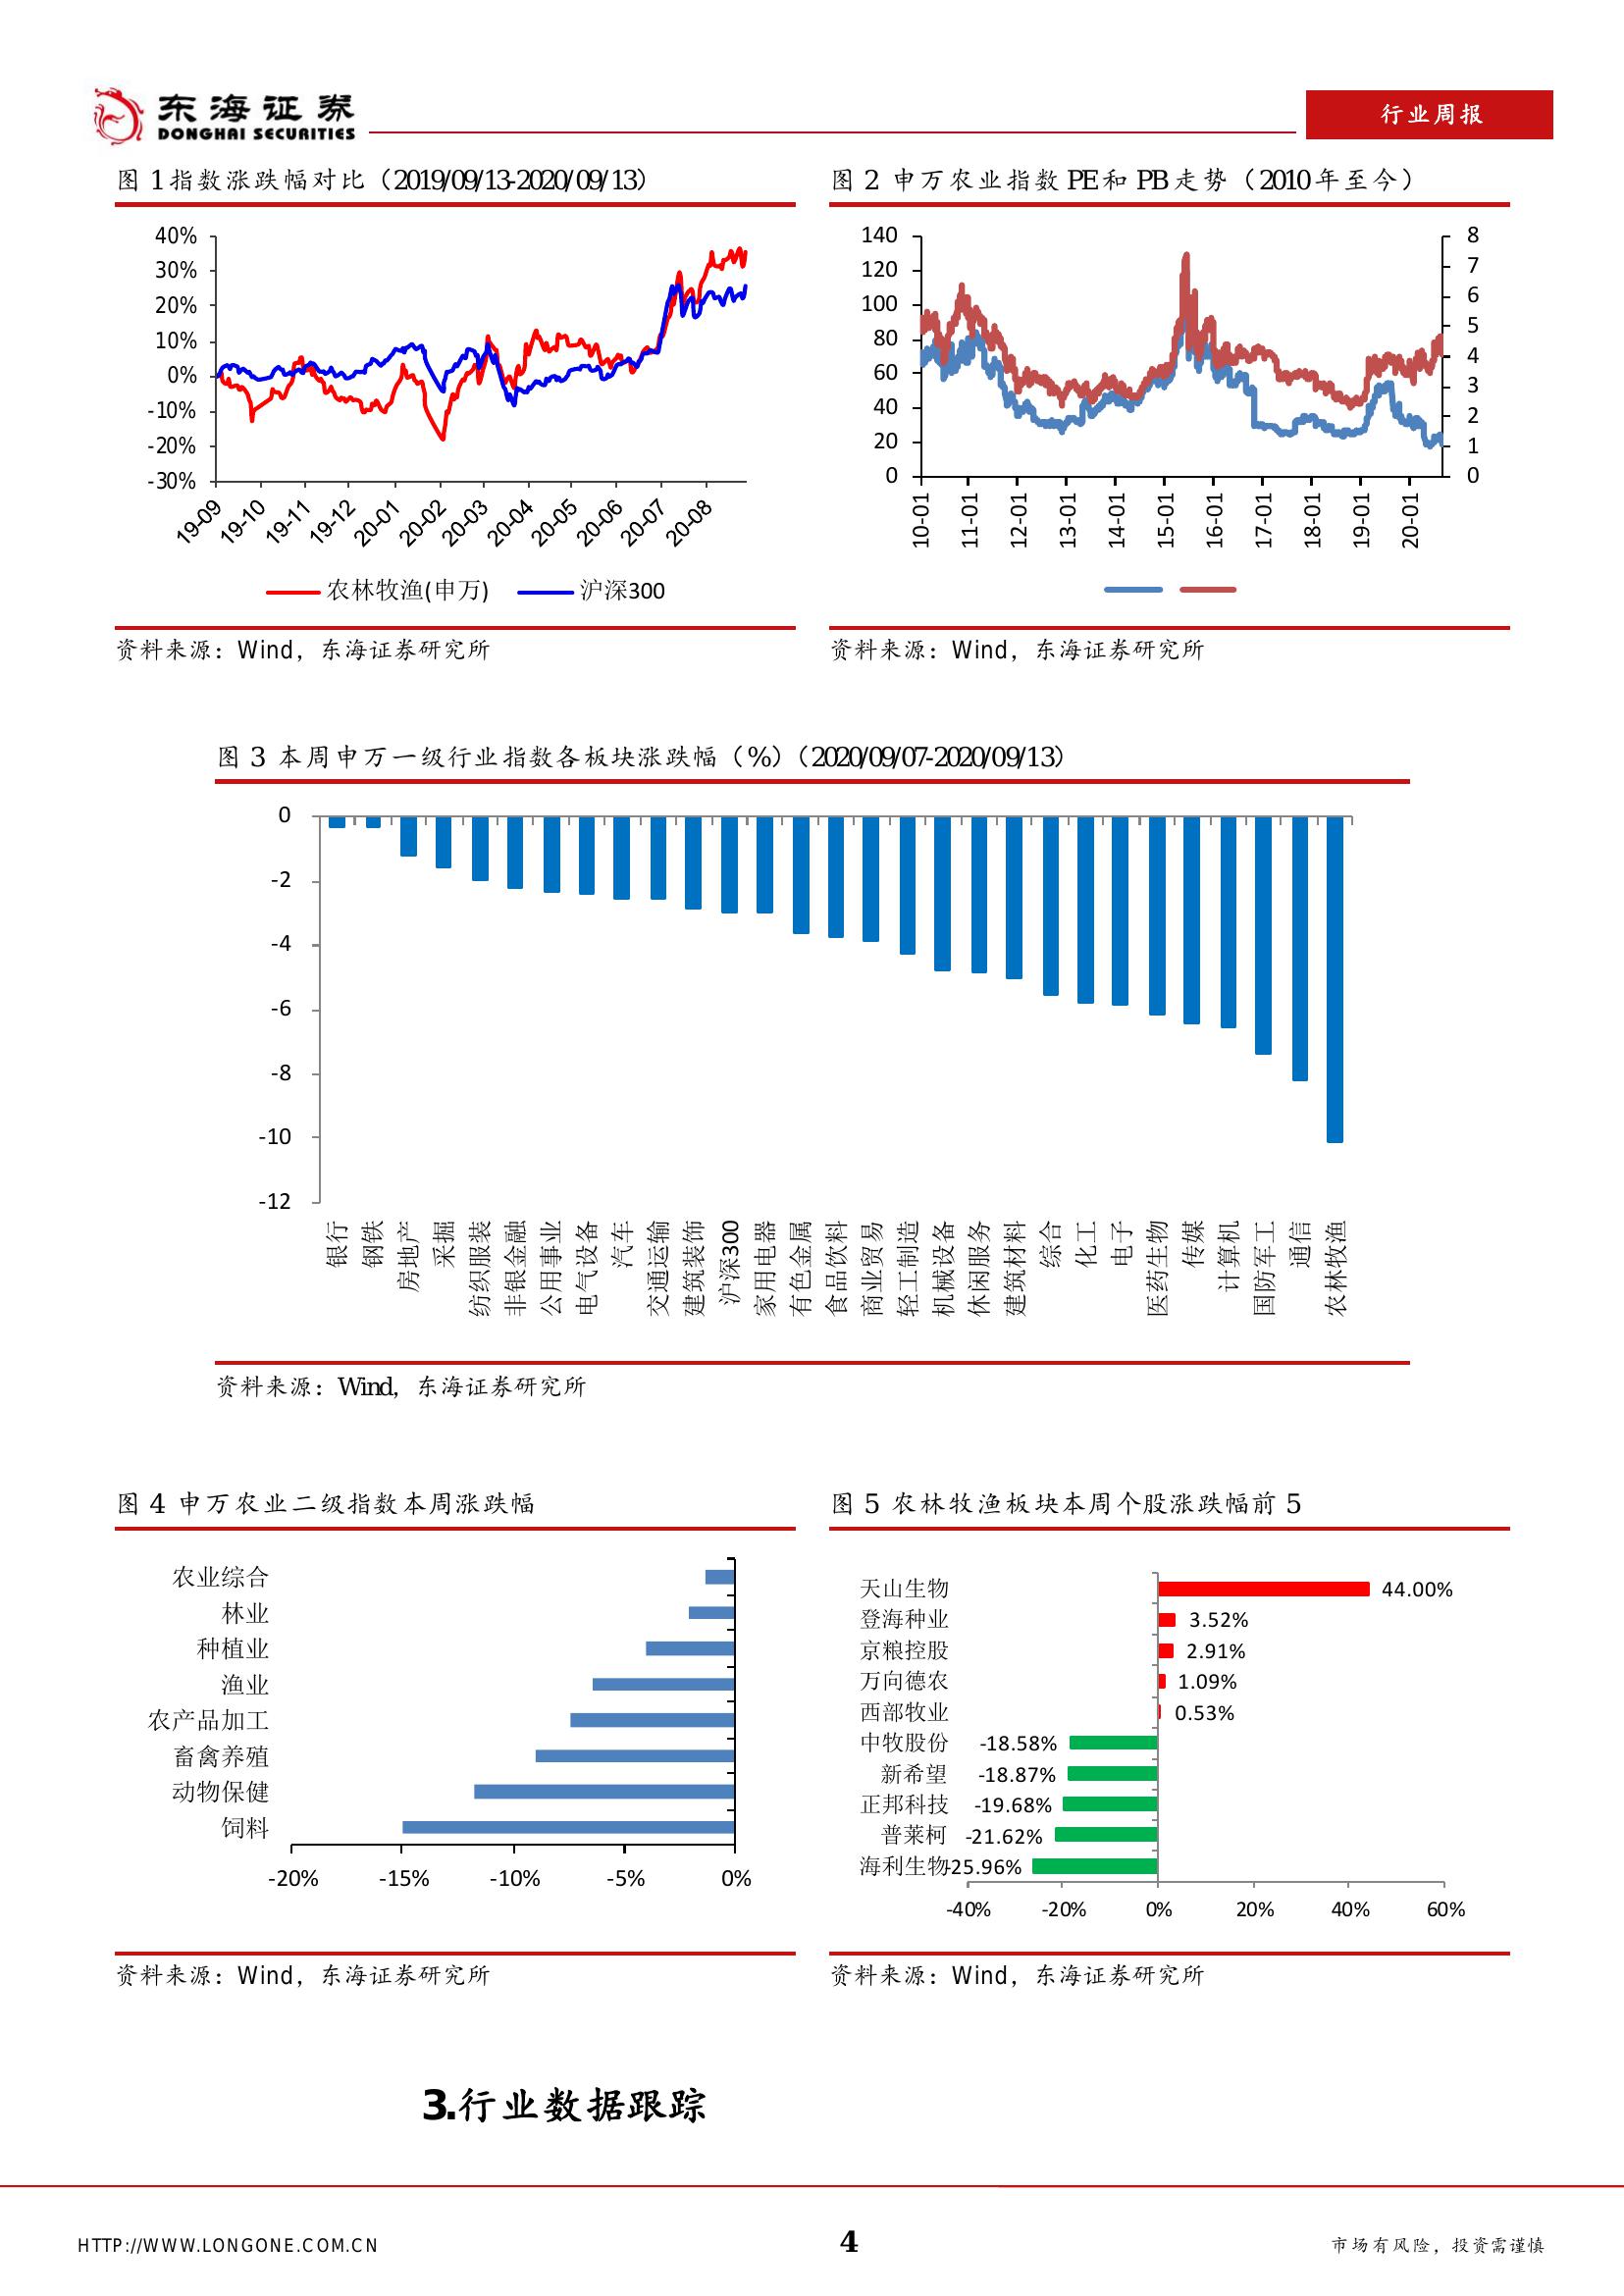 东海证券
DONGHAI SECURITIES
行业周报
图 1 指数涨跌幅对比（2019/09/13-2020/09/13）
40%
30%
20%
10%
0%
-10%
-20%
-30%
19-09
19-10
19-11
19-12
20-01
20-02
20-03
20-04
20-05
20-06
20-07
20-08
农林牧渔(申万)
沪深300
资料来源：Wind，东海证券研究所
图 2 申万农业指数 PE 和 PB 走势（2010 年至今）
140
120
100
80
60
40
20
0
8
7
6
5
4
3
2
1
0
10-01
11-01
12-01
13-01
14-01
15-01
16-01
17-01
18-01
19-01
20-01
资料来源：Wind，东海证券研究所
图 3 本周申万一级行业指数各板块涨跌幅（%）（2020/09/07-2020/09/13）
0
-2
-4
-6
-8
-10
-12
银行
钢铁
房地产
采掘
纺织服装
非银金融
公用事业
电气设备
汽车
交通运输
建筑装饰
沪深300
家用电器
有色金属
食品饮料
商业贸易
轻工制造
机械设备
休闲服务
建筑材料
综合
化工
电子
医药生物
传媒
计算机
国防军工
通信
农林牧渔
资料来源：Wind，东海证券研究所
图 4 申万农业二级指数本周涨跌幅
农业综合
林业
种植业
渔业
农产品加工
畜禽养殖
动物保健
饲料
-20%
-15%
-10%
-5%
0%
资料来源：Wind，东海证券研究所
图 5 农林牧渔板块本周个股涨跌幅前 5
天山生物 44.00%
登海种业 3.52%
京粮控股 2.91%
万向德农 1.09%
西部牧业 0.53%
中牧股份 -18.58%
新希望 -18.87%
正邦科技 -19.68%
普莱柯 -21.62%
海利生物 -25.96%
-40%
-20%
0%
20%
40%
60%
资料来源：Wind，东海证券研究所
3.行业数据跟踪
HTTP://WWW.LONGONE.COM.CN
4
市场有风险，投资需谨慎